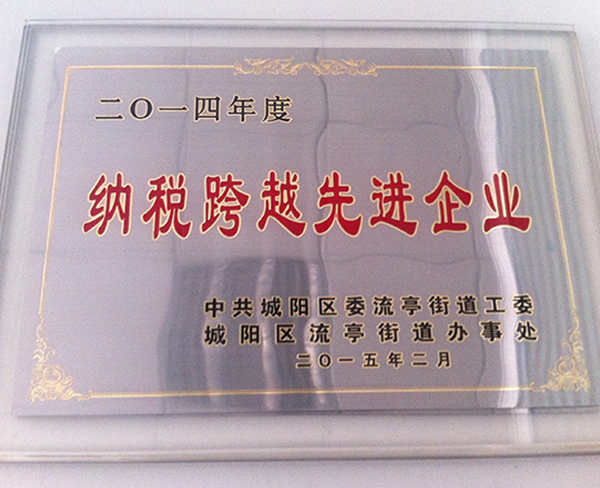 二〇一四年度
纳税跨越先进企业
中共城阳区委流亭街道工委
城阳区流亭街道办事处
二〇一五年二月